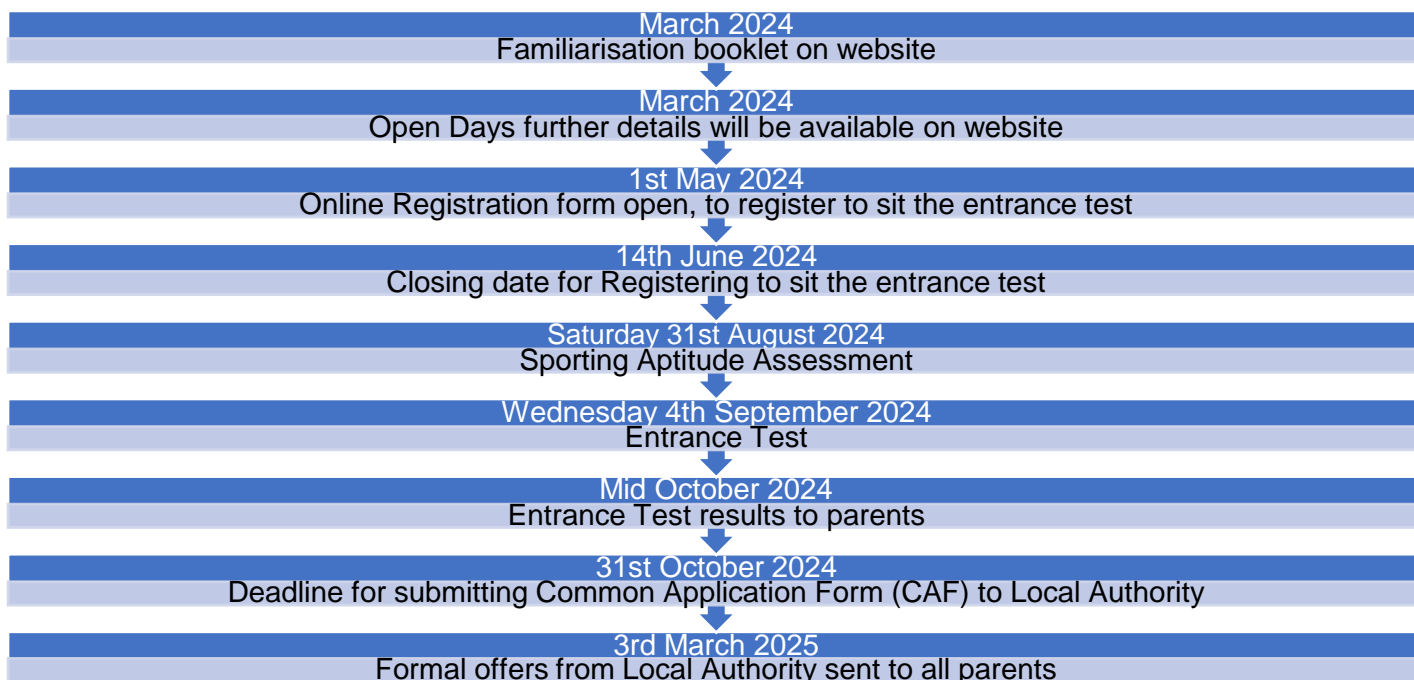 March 2024
Familiarisation booklet on website
March 2024
Open Days further details will be available on website
1st May 2024
Online Registration form open, to register to sit the entrance test
14th June 2024
Closing date for Registering to sit the entrance test
Saturday 31st August 2024
Sporting Aptitude Assessment
Wednesday 4th September 2024
Entrance Test
Mid October 2024
Entrance Test results to parents
31st October 2024
Deadline for submitting Common Application Form (CAF) to Local Authority
3rd March 2025
Formal offers from Local Authority sent to all parents